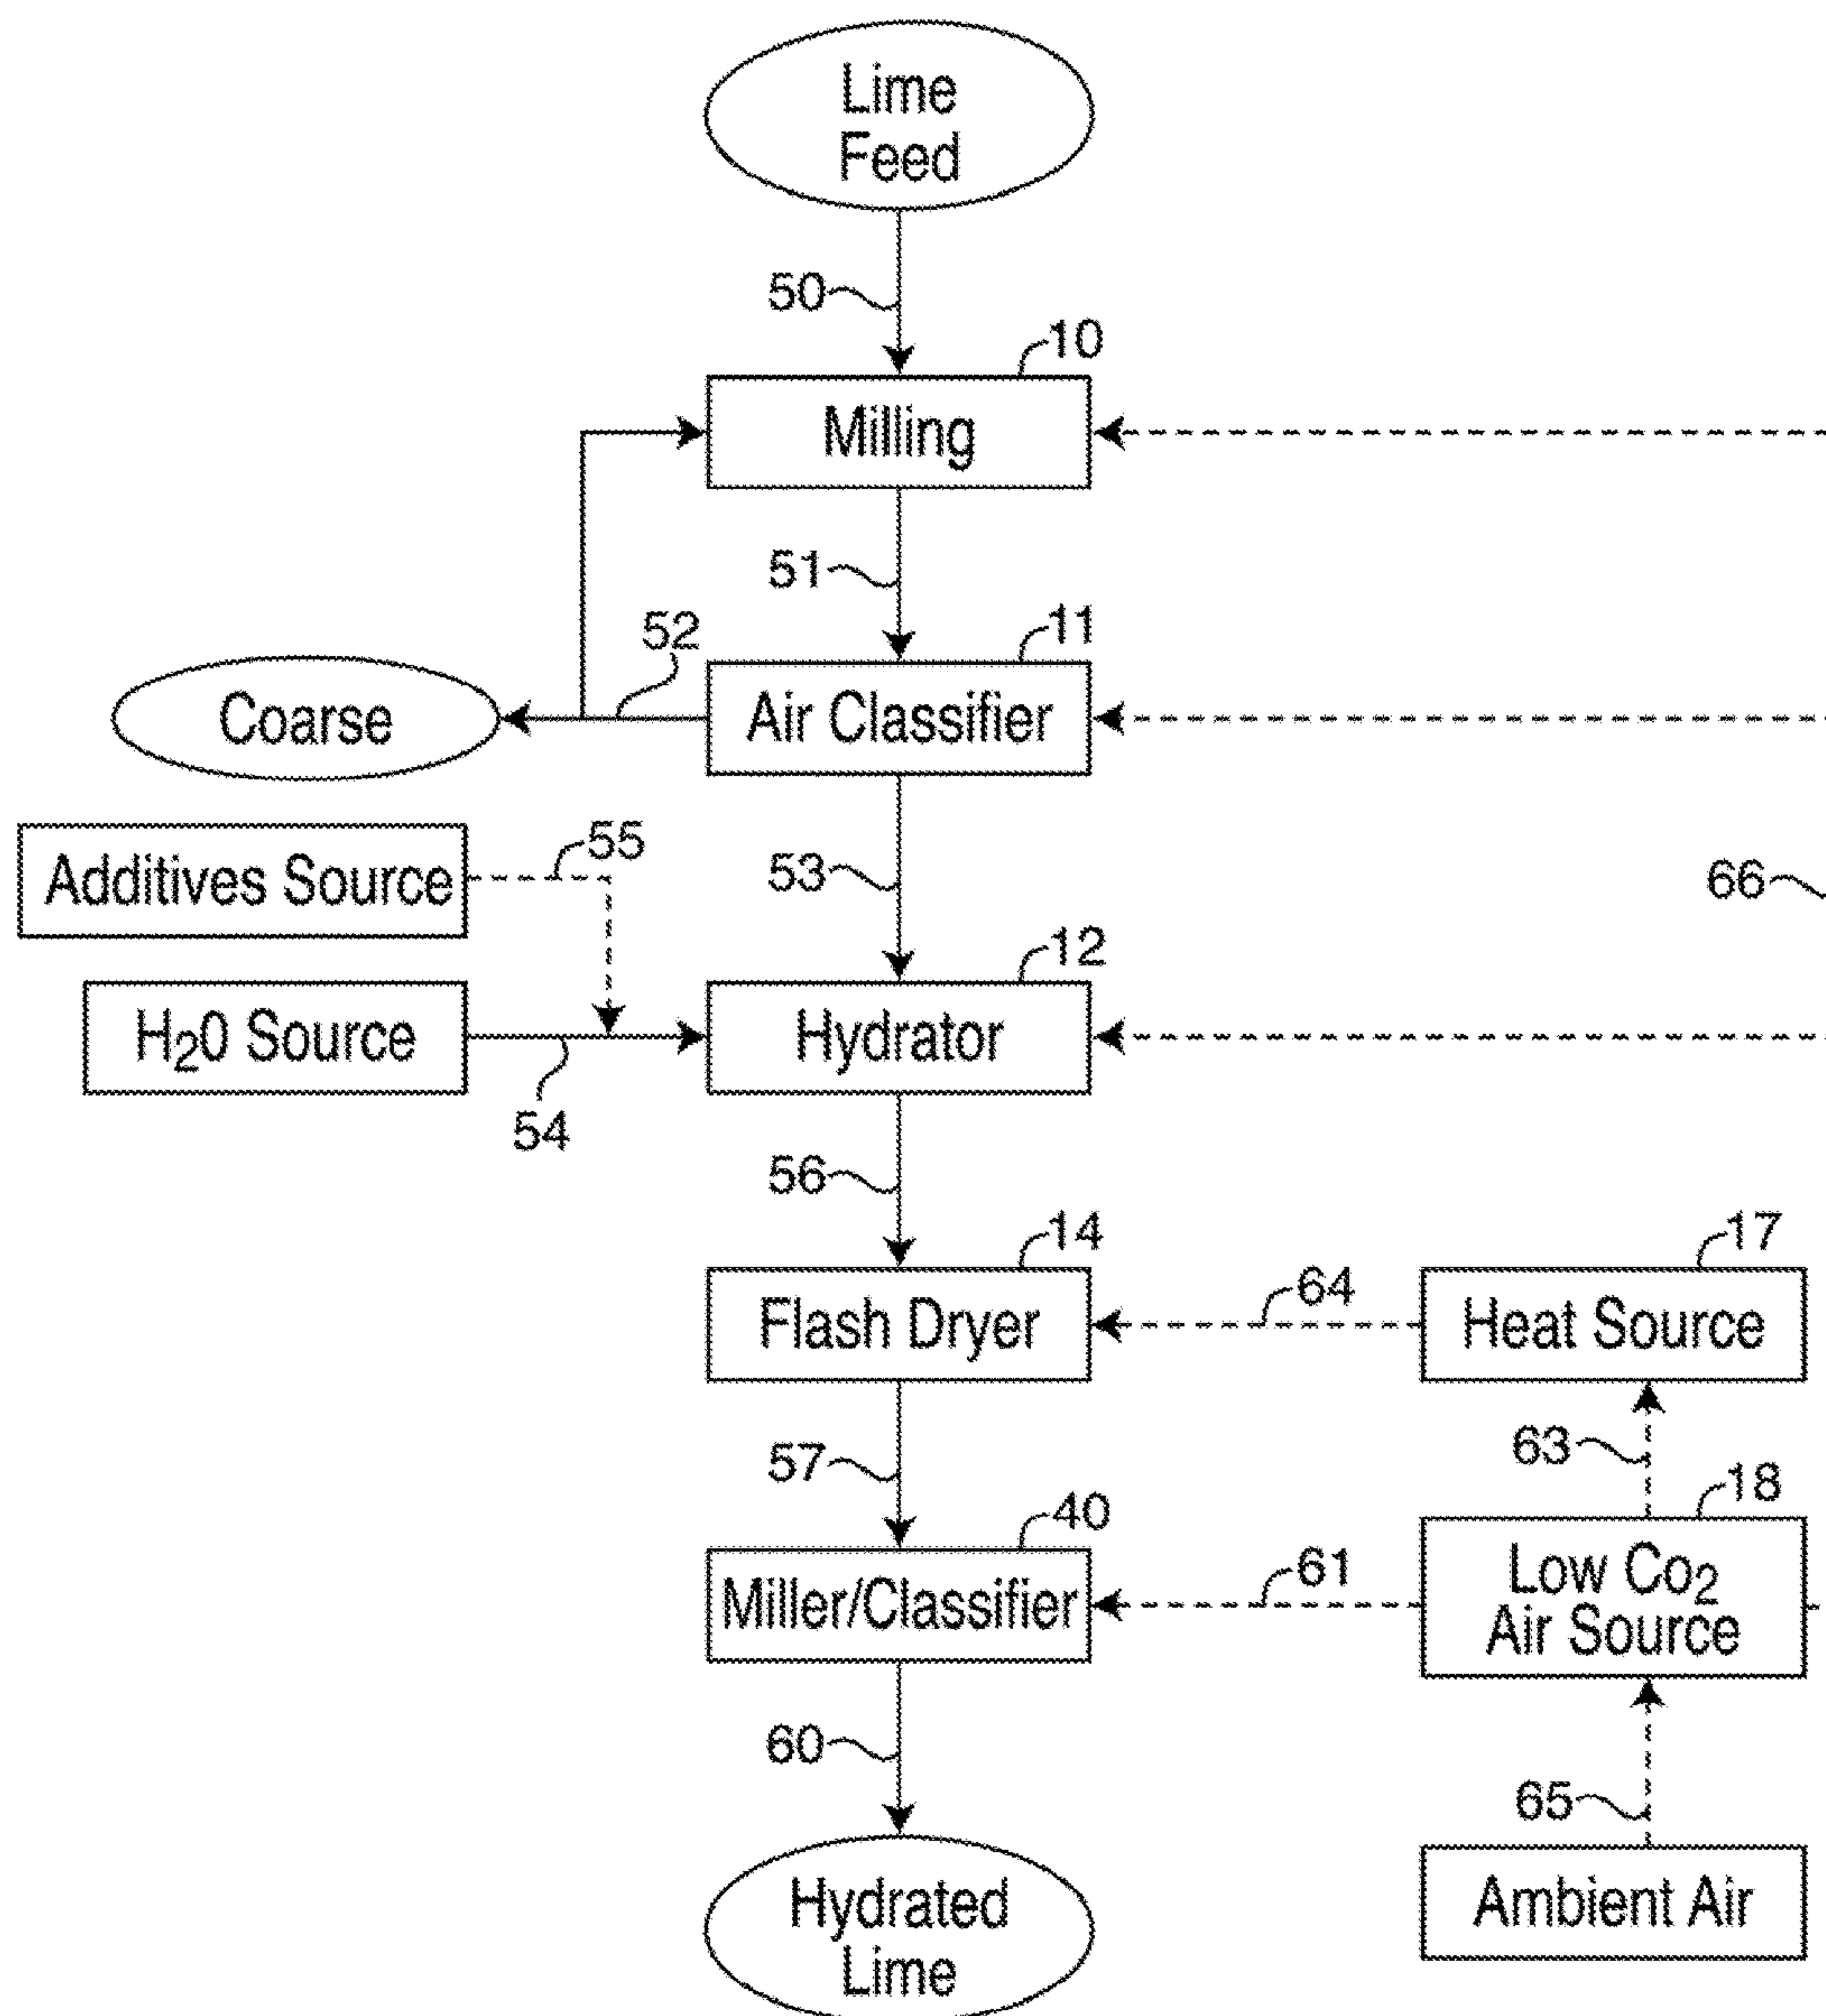 Lime
Feed
50
10
Milling
51
52
11
Coarse
Air Classifier
Additives Source
55
53
66
12
H₂0 Source
Hydrator
54
56
14
17
Flash Dryer
64
Heat Source
57
63
40
18
Miller/Classifier
61
Low Co₂
Air Source
60
65
Hydrated
Lime
Ambient Air